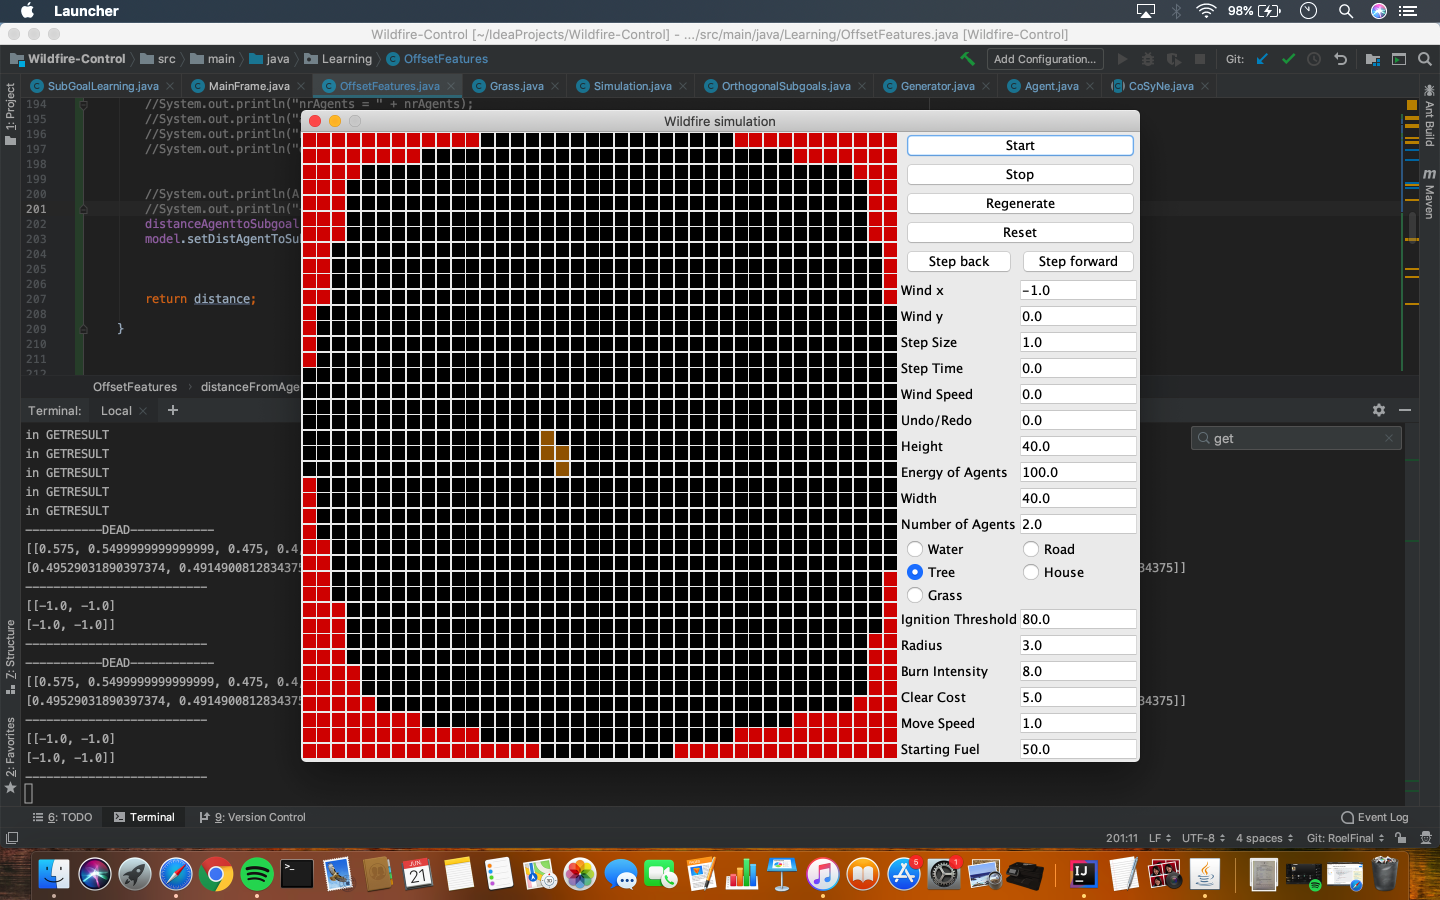 Launcher
98%
Wildfire-Control [~/IdeaProjects/Wildfire-Control] - .../src/main/java/Learning/OffsetFeatures.java [Wildfire-Control]
Wildfire-Control
src
main
java
Learning
OffsetFeatures
Add Configuration...
Git:
SubGoalLearning.java
MainFrame.java
OffsetFeatures.java
Grass.java
Simulation.java
OrthogonalSubgoals.java
Generator.java
Agent.java
CoSyNe.java
1: Project
Z: Structure
2: Favorites
Ant Build
m
Maven
194 //System.out.println("nrAgents = " + nrAgents);
195 //System.out.println("
196 //System.out.println("
197 //System.out.println("
198
199
200 //System.out.println(A
201 //System.out.println("
202 distanceAgenttoSubgoal
203 model.setDistAgentToSu
204
205
206
207 return distance;
208
209 }
210
211
212
OffsetFeatures
distanceFromAge
Terminal:
Local
+
get
in GETRESULT
in GETRESULT
in GETRESULT
in GETRESULT
in GETRESULT
-----------DEAD------------
[[0.575, 0.5499999999999999, 0.475, 0.4
[0.49529031890397374, 0.4914900812834375
34375]]
--------------------------
[[-1.0, -1.0]
[-1.0, -1.0]]
--------------------------
-----------DEAD------------
[[0.575, 0.5499999999999999, 0.475, 0.4
[0.49529031890397374, 0.4914900812834375
34375]]
--------------------------
[[-1.0, -1.0]
[-1.0, -1.0]]
--------------------------
Wildfire simulation
Start
Stop
Regenerate
Reset
Step back
Step forward
Wind x -1.0
Wind y 0.0
Step Size 1.0
Step Time 0.0
Wind Speed 0.0
Undo/Redo 0.0
Height 40.0
Energy of Agents 100.0
Width 40.0
Number of Agents 2.0
Water
Road
Tree
House
Grass
Ignition Threshold 80.0
Radius 3.0
Burn Intensity 8.0
Clear Cost 5.0
Move Speed 1.0
Starting Fuel 50.0
6: TODO
Terminal
9: Version Control
Event Log
201:11
LF
UTF-8
4 spaces
Git: RoelFinal
JUN
21
5
1
IJ